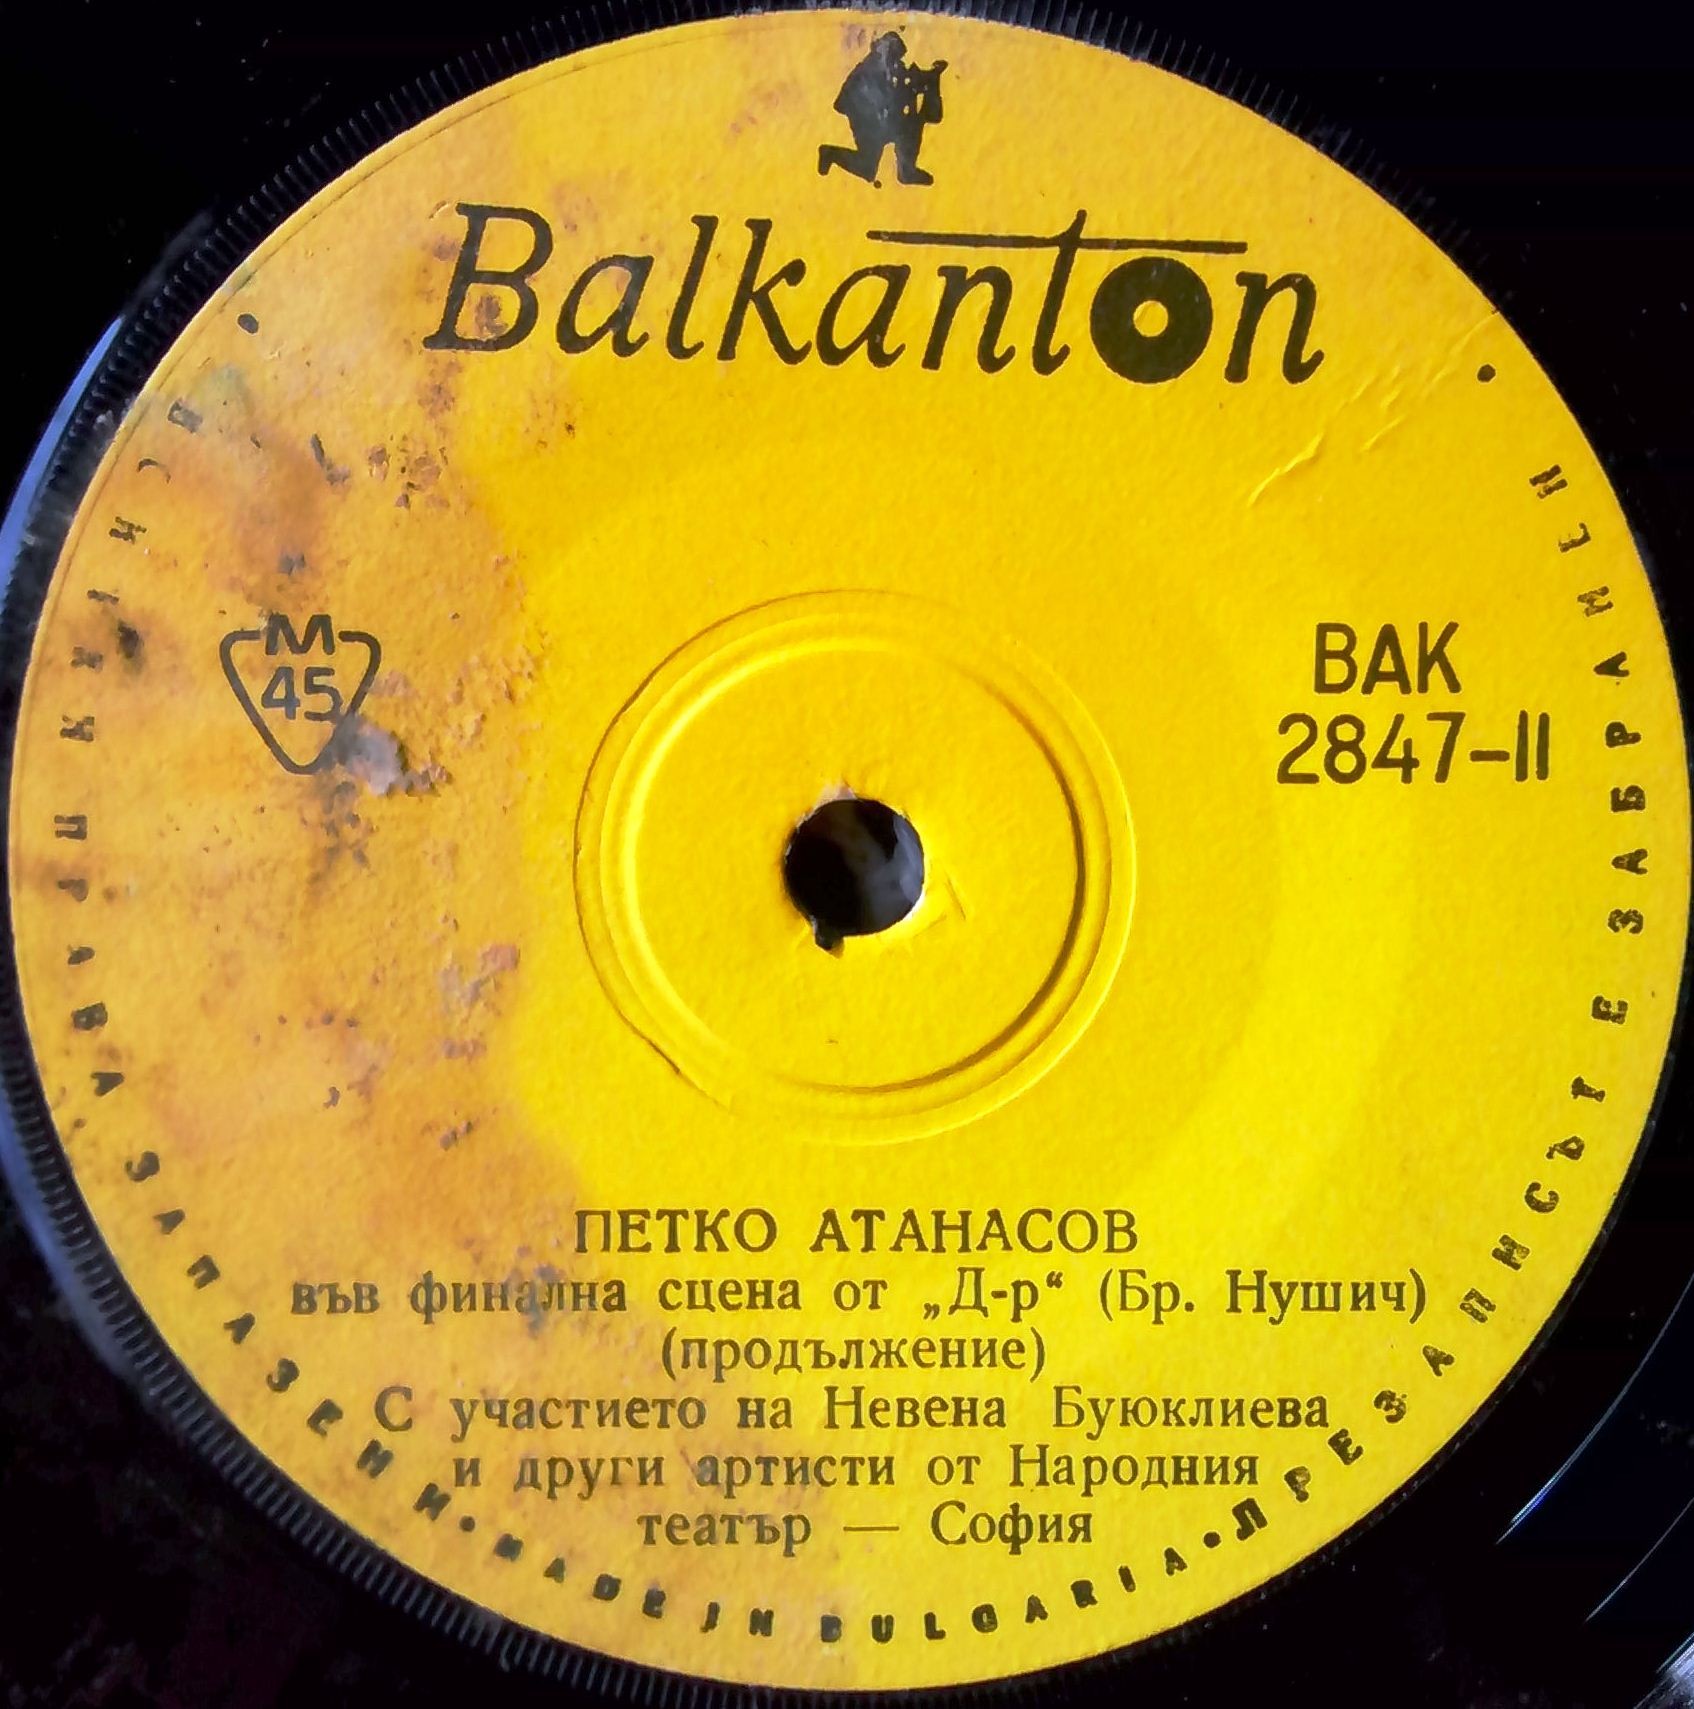 Balkanton
M
45
ВАК
2847-II
ПЕТКО АТАНАСОВ
във финална сцена от „Д-р“ (Бр. Нушич)
(продължение)
С участието на Невена Буюклиева
и други артисти от Народния
театър — София
ВСИЧКИ ПРАВА ЗАПАЗЕНИ • MADE IN BULGARIA • ПРЕЗАПИСЪТ Е ЗАБРАНЕН